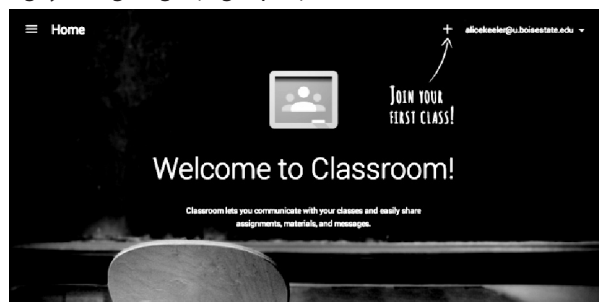 Home
+ alicekeeler@u.boisestate.edu
JOIN YOUR
FIRST CLASS!
Welcome to Classroom!
Classroom lets you communicate with your classes and easily share
assignments, materials, and messages.